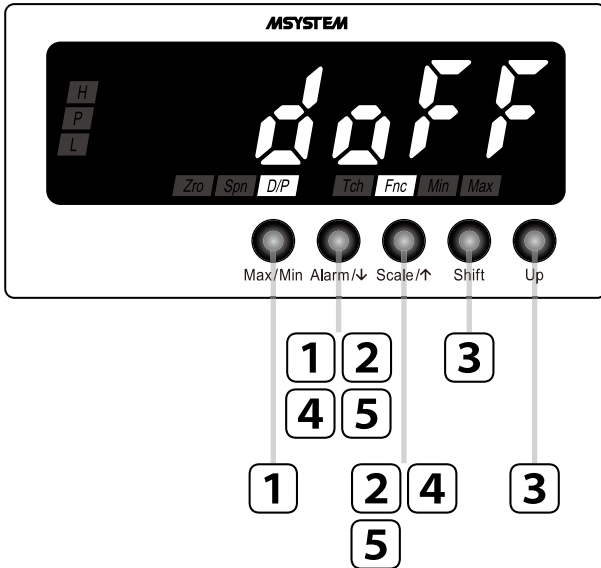 MSYSTEM
doFF
H
P
L
Zro Spn D/P Tch Fnc Min Max
Max/Min Alarm/↓ Scale/↑ Shift Up
1 2 3
4 5
1 2 4 3
5